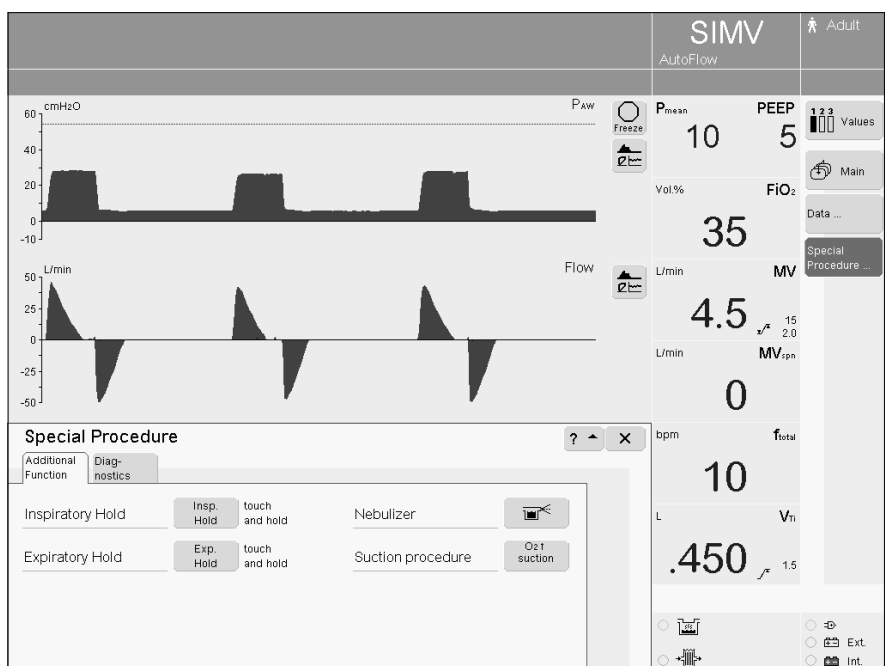 SIMV
AutoFlow
Adult
cmH2O
PAW
60
40
20
0
-10
Freeze
L/min
Flow
50
25
0
-25
-50
Pmean PEEP
10 5
Vol.% FiO2
35
L/min MV
4.5 15
2.0
L/min MVspn
0
bpm ftotal
10
L VTi
.450 1.5
1 2 3
Values
Main
Data ...
Special
Procedure ...
Special Procedure
?
Additional
Function
Diag-
nostics
Inspiratory Hold
Insp.
Hold
touch
and hold
Nebulizer
Expiratory Hold
Exp.
Hold
touch
and hold
Suction procedure
O2↑
suction
Ext.
Int.